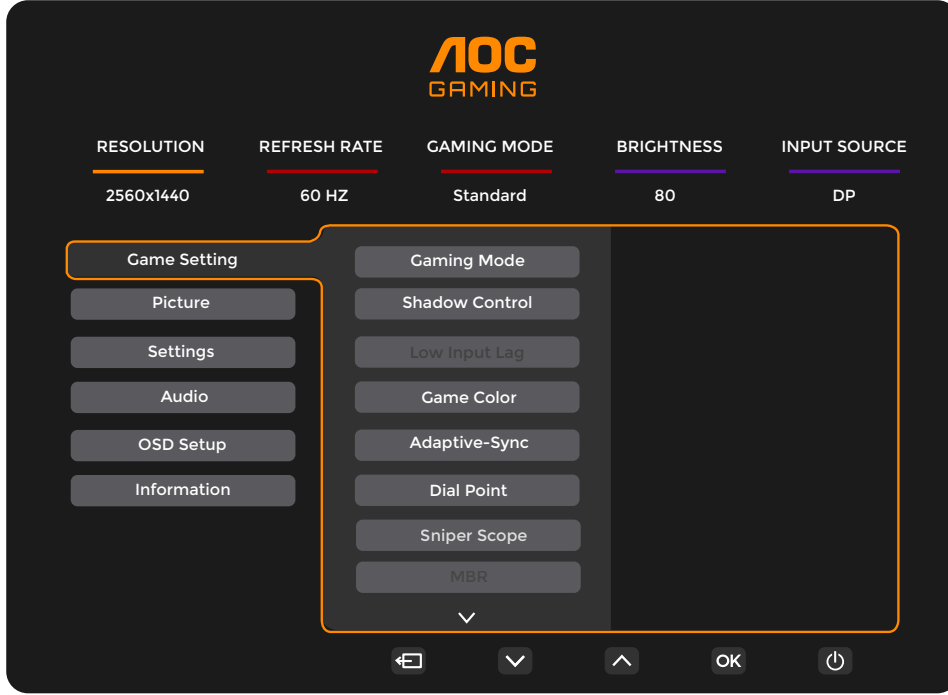 AOC
GAMING
RESOLUTION REFRESH RATE GAMING MODE BRIGHTNESS INPUT SOURCE
2560x1440 60 HZ Standard 80 DP
Game Setting
Picture
Settings
Audio
OSD Setup
Information
Gaming Mode
Shadow Control
Low Input Lag
Game Color
Adaptive-Sync
Dial Point
Sniper Scope
MBR
OK